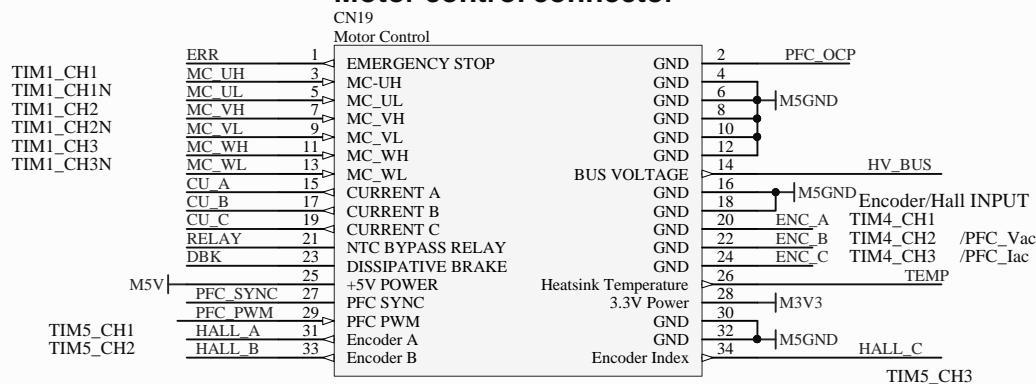 CN19
Motor Control
ERR 1 EMERGENCY STOP GND 2 PFC_OCP
TIM1_CH1 MC_UH 3 MC-UH GND 4
TIM1_CH1N MC_UL 5 MC_UL GND 6 M5GND
TIM1_CH2 MC_VH 7 MC_VH GND 8
TIM1_CH2N MC_VL 9 MC_VL GND 10
TIM1_CH3 MC_WH 11 MC_WH GND 12
TIM1_CH3N MC_WL 13 MC_WL BUS VOLTAGE 14 HV_BUS
CU_A 15 CURRENT A GND 16 M5GND
CU_B 17 CURRENT B GND 18 Encoder/Hall INPUT
CU_C 19 CURRENT C GND 20 ENC_A TIM4_CH1
RELAY 21 NTC BYPASS RELAY GND 22 ENC_B TIM4_CH2 /PFC_Vac
DBK 23 DISSIPATIVE BRAKE GND 24 ENC_C TIM4_CH3 /PFC_Iac
M5V 25 +5V POWER Heatsink Temperature 26 TEMP
PFC_SYNC 27 PFC SYNC 3.3V Power 28 M3V3
PFC_PWM 29 PFC PWM GND 30
TIM5_CH1 HALL_A 31 Encoder A GND 32 M5GND
TIM5_CH2 HALL_B 33 Encoder B Encoder Index 34 HALL_C
TIM5_CH3